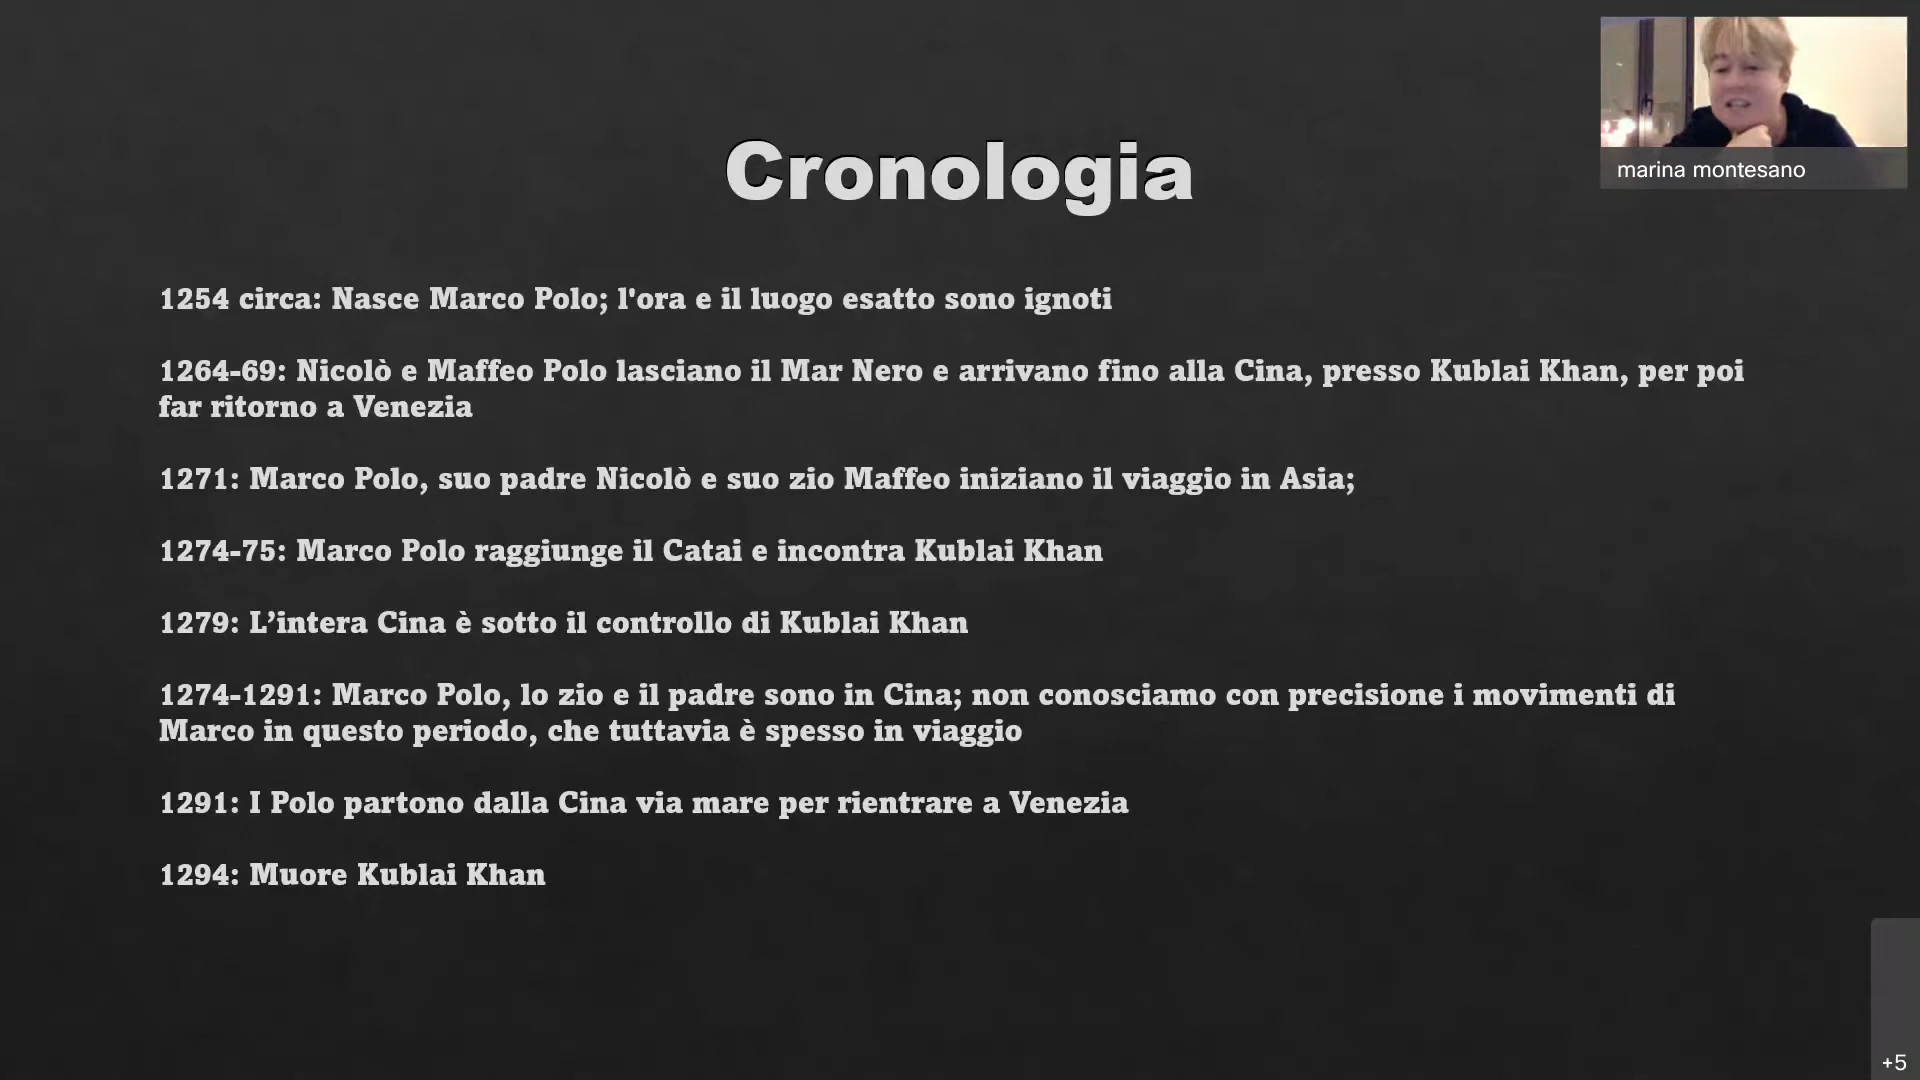 marina montesano
Cronologia
1254 circa: Nasce Marco Polo; l'ora e il luogo esatto sono ignoti
1264-69: Nicolò e Maffeo Polo lasciano il Mar Nero e arrivano fino alla Cina, presso Kublai Khan, per poi
far ritorno a Venezia
1271: Marco Polo, suo padre Nicolò e suo zio Maffeo iniziano il viaggio in Asia;
1274-75: Marco Polo raggiunge il Catai e incontra Kublai Khan
1279: L’intera Cina è sotto il controllo di Kublai Khan
1274-1291: Marco Polo, lo zio e il padre sono in Cina; non conosciamo con precisione i movimenti di
Marco in questo periodo, che tuttavia è spesso in viaggio
1291: I Polo partono dalla Cina via mare per rientrare a Venezia
1294: Muore Kublai Khan
+5